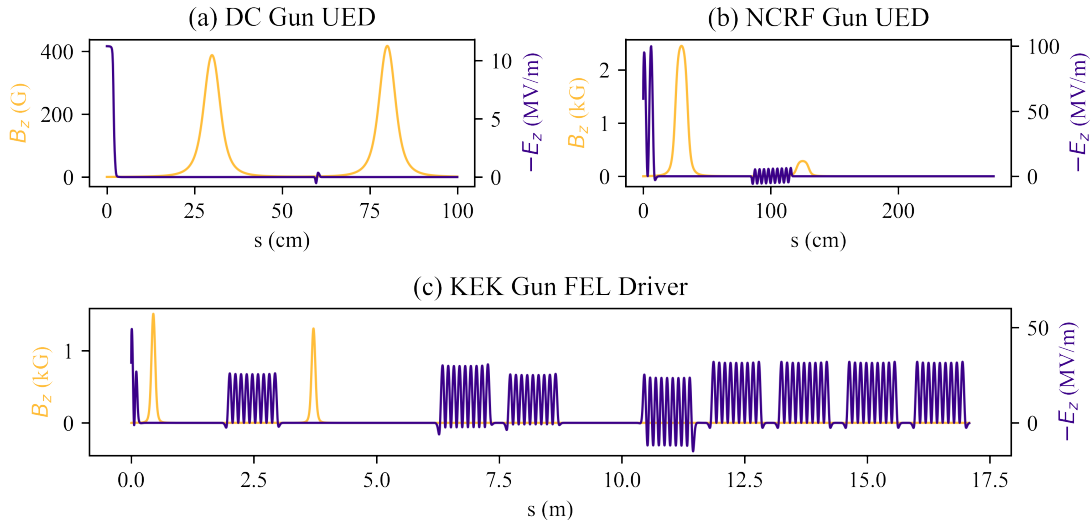 (a) DC Gun UED
(b) NCRF Gun UED
B_z (G)
400
200
0
10
5
0
−E_z (MV/m)
0
25
50
75
100
s (cm)
B_z (kG)
2
1
0
100
75
50
25
0
−E_z (MV/m)
0
100
200
s (cm)
(c) KEK Gun FEL Driver
B_z (kG)
1
0
50
0
−E_z (MV/m)
0.0
2.5
5.0
7.5
10.0
12.5
15.0
17.5
s (m)